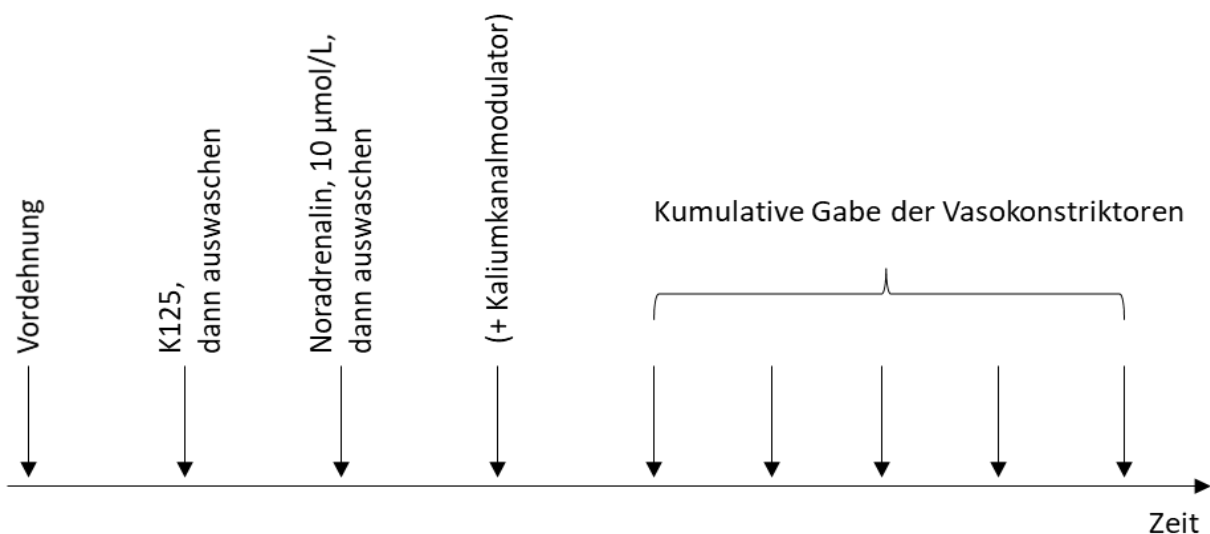 Vordehnung
K125,
dann auswaschen
Noradrenalin, 10 µmol/L,
dann auswaschen
(+ Kaliumkanalmodulator)
Kumulative Gabe der Vasokonstriktoren
Zeit